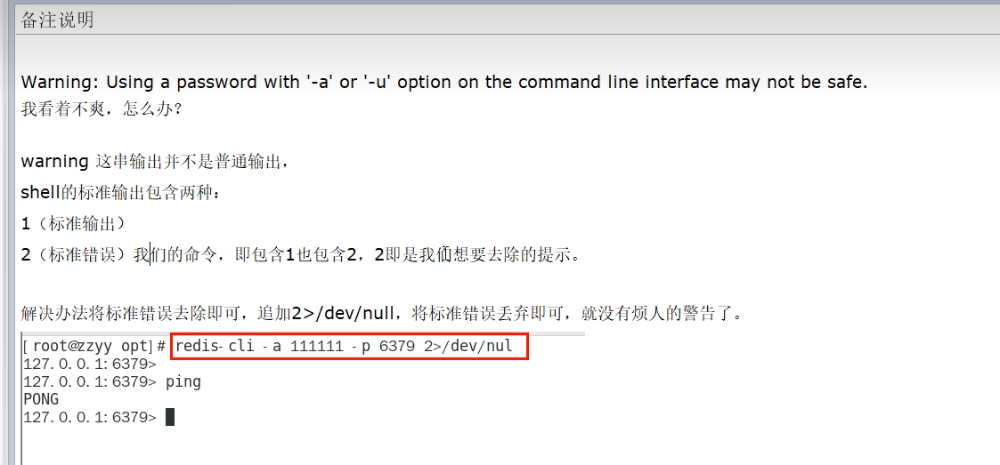 备注说明
Warning: Using a password with '-a' or '-u' option on the command line interface may not be safe.
我看着不爽，怎么办？
warning 这串输出并不是普通输出，
shell的标准输出包含两种：
1（标准输出）
2（标准错误）我们的命令，即包含1也包含2，2即是我们想要去除的提示。
解决办法将标准错误去除即可，追加2>/dev/null，将标准错误丢弃即可，就没有烦人的警告了。
[root@zzyy opt]# redis-cli -a 111111 -p 6379 2>/dev/nul
127.0.0.1:6379>
127.0.0.1:6379> ping
PONG
127.0.0.1:6379>